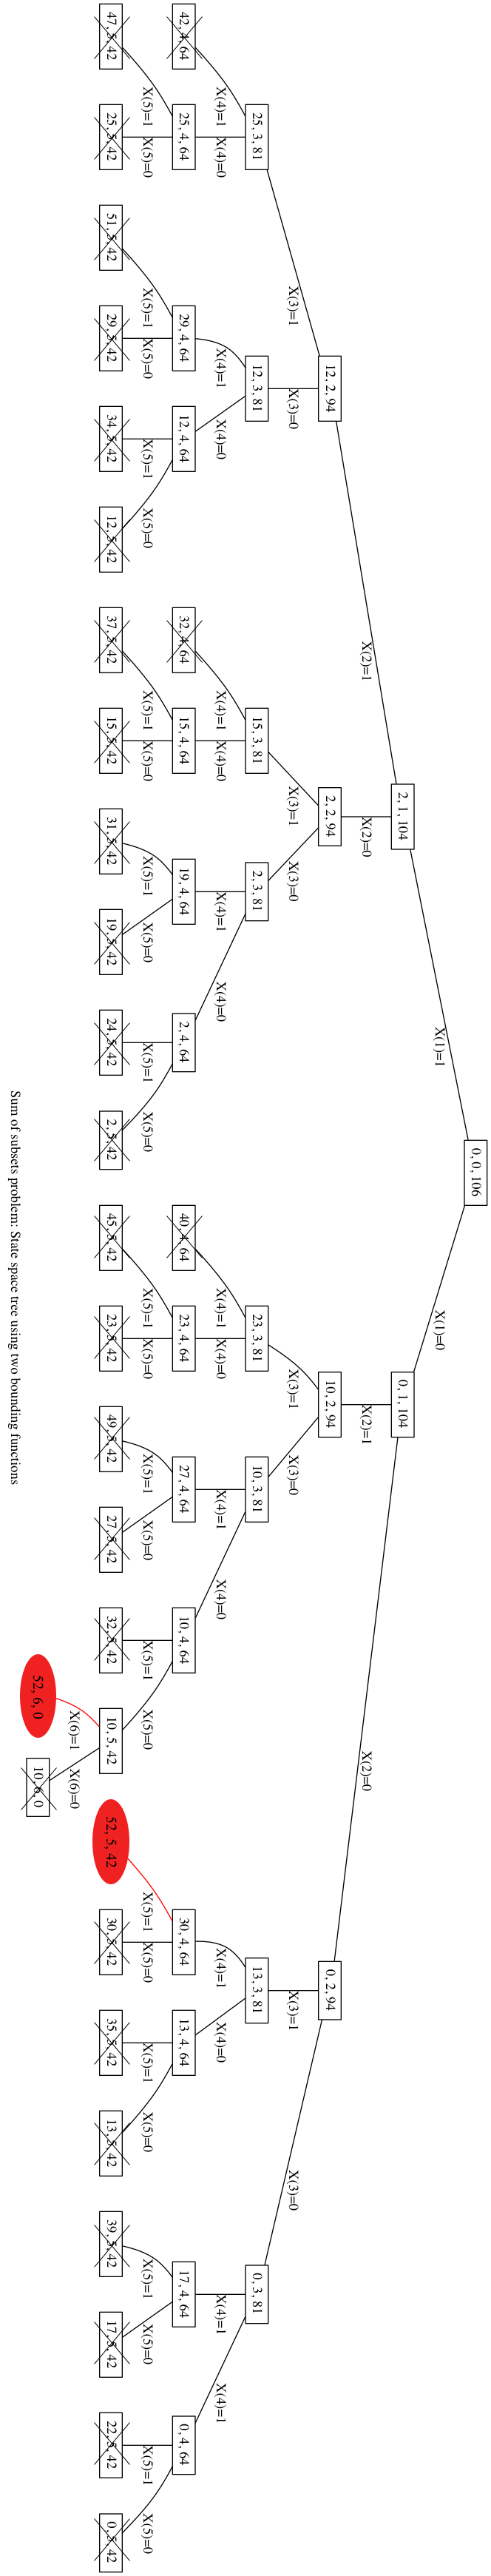 0, 0, 106
X(1)=1 X(1)=0
2, 1, 104 0, 1, 104
X(2)=1 X(2)=0 X(2)=1 X(2)=0
12, 2, 94 2, 2, 94 10, 2, 94 0, 2, 94
X(3)=1 X(3)=0 X(3)=1 X(3)=0 X(3)=1 X(3)=0 X(3)=1 X(3)=0
25, 3, 81 12, 3, 81 15, 3, 81 2, 3, 81 23, 3, 81 10, 3, 81 13, 3, 81 0, 3, 81
X(4)=1 X(4)=0 X(4)=1 X(4)=0 X(4)=1 X(4)=0 X(4)=1 X(4)=0 X(4)=1 X(4)=0 X(4)=1 X(4)=0 X(4)=1 X(4)=0 X(4)=1 X(4)=1
42, 4, 64 25, 4, 64 29, 4, 64 12, 4, 64 32, 4, 64 15, 4, 64 19, 4, 64 2, 4, 64 40, 4, 64 23, 4, 64 27, 4, 64 10, 4, 64 30, 4, 64 13, 4, 64 17, 4, 64 0, 4, 64
X(5)=1 X(5)=0 X(5)=1 X(5)=0 X(5)=1 X(5)=0 X(5)=1 X(5)=0 X(5)=1 X(5)=0 X(5)=1 X(5)=0 X(5)=1 X(5)=0 X(5)=1 X(5)=0 X(5)=1 X(5)=0 X(5)=1 X(5)=0 X(5)=1 X(5)=0 X(5)=1 X(5)=0 X(5)=1 X(5)=0
47, 5, 42 25, 5, 42 51, 5, 42 29, 5, 42 34, 5, 42 12, 5, 42 37, 5, 42 15, 5, 42 31, 5, 42 19, 5, 42 24, 5, 42 2, 5, 42 45, 5, 42 23, 5, 42 49, 5, 42 27, 5, 42 32, 5, 42 10, 5, 42 52, 5, 42 30, 5, 42 35, 5, 42 13, 5, 42 39, 5, 42 17, 5, 42 22, 5, 42 0, 5, 42
X(6)=1 X(6)=0
52, 6, 0 10, 6, 0
Sum of subsets problem: State space tree using two bounding functions